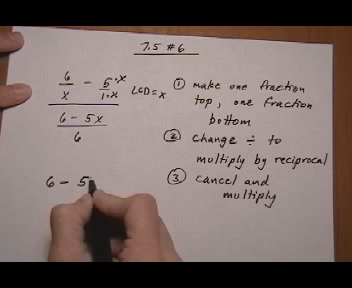 7.5 #6
6/x - 5·x/1·x LCD=x
6 - 5x
6
① make one fraction
top, one fraction
bottom
② change ÷ to
multiply by reciprocal
③ cancel and
multiply
6 - 5